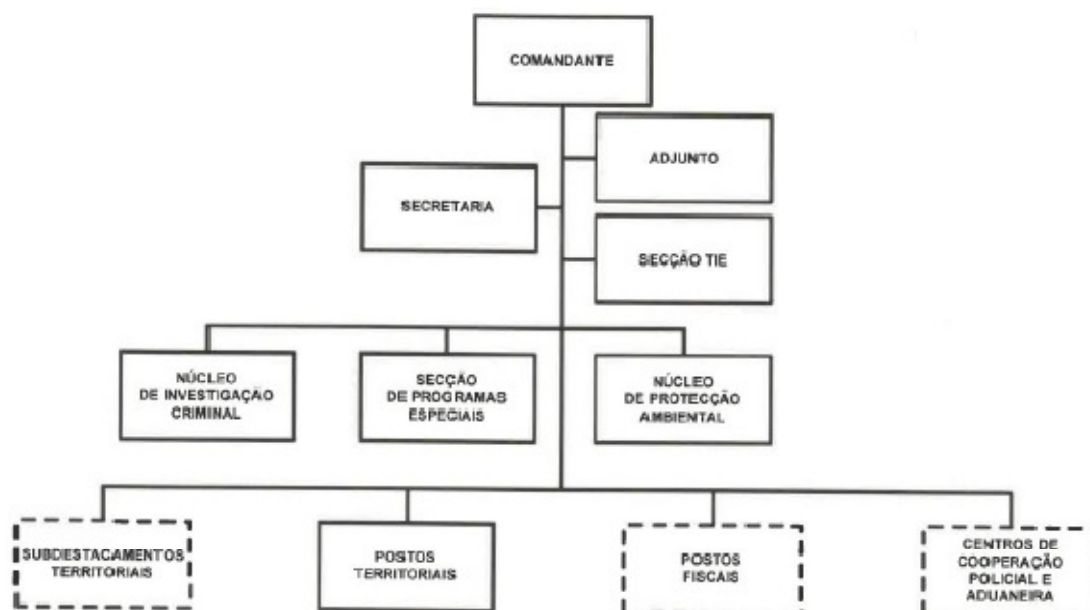 COMANDANTE
ADJUNTO
SECRETARIA
SECÇÃO TIE
NÚCLEO
DE INVESTIGAÇÃO
CRIMINAL
SECÇÃO
DE PROGRAMAS
ESPECIAIS
NÚCLEO
DE PROTECÇÃO
AMBIENTAL
SUBDESTACAMENTOS
TERRITORIAIS
POSTOS
TERRITORIAIS
POSTOS
FISCAIS
CENTROS DE
COOPERAÇÃO
POLICIAL E
ADUANEIRA